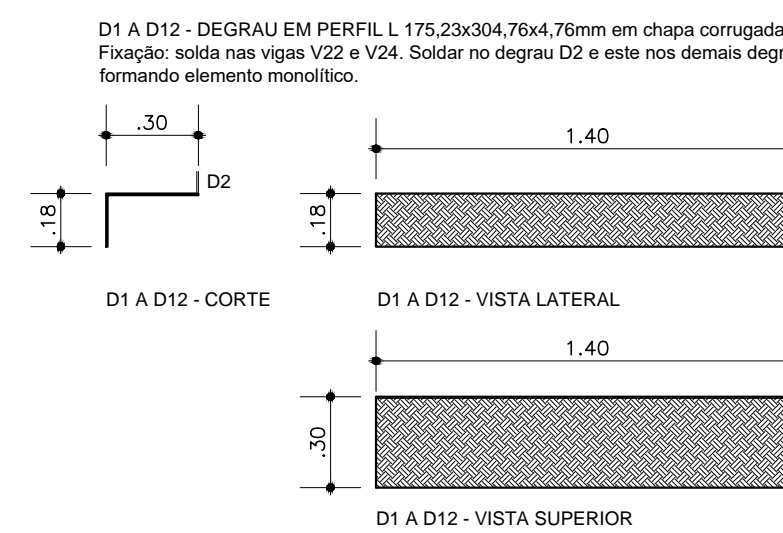 D1 A D12 - DEGRAU EM PERFIL L 175,23x304,76x4,76mm em chapa corrugada
Fixação: solda nas vigas V22 e V24. Soldar no degrau D2 e este nos demais degr
formando elemento monolítico.
.30
1.40
D2
.18
.18
D1 A D12 - CORTE
D1 A D12 - VISTA LATERAL
1.40
.30
D1 A D12 - VISTA SUPERIOR